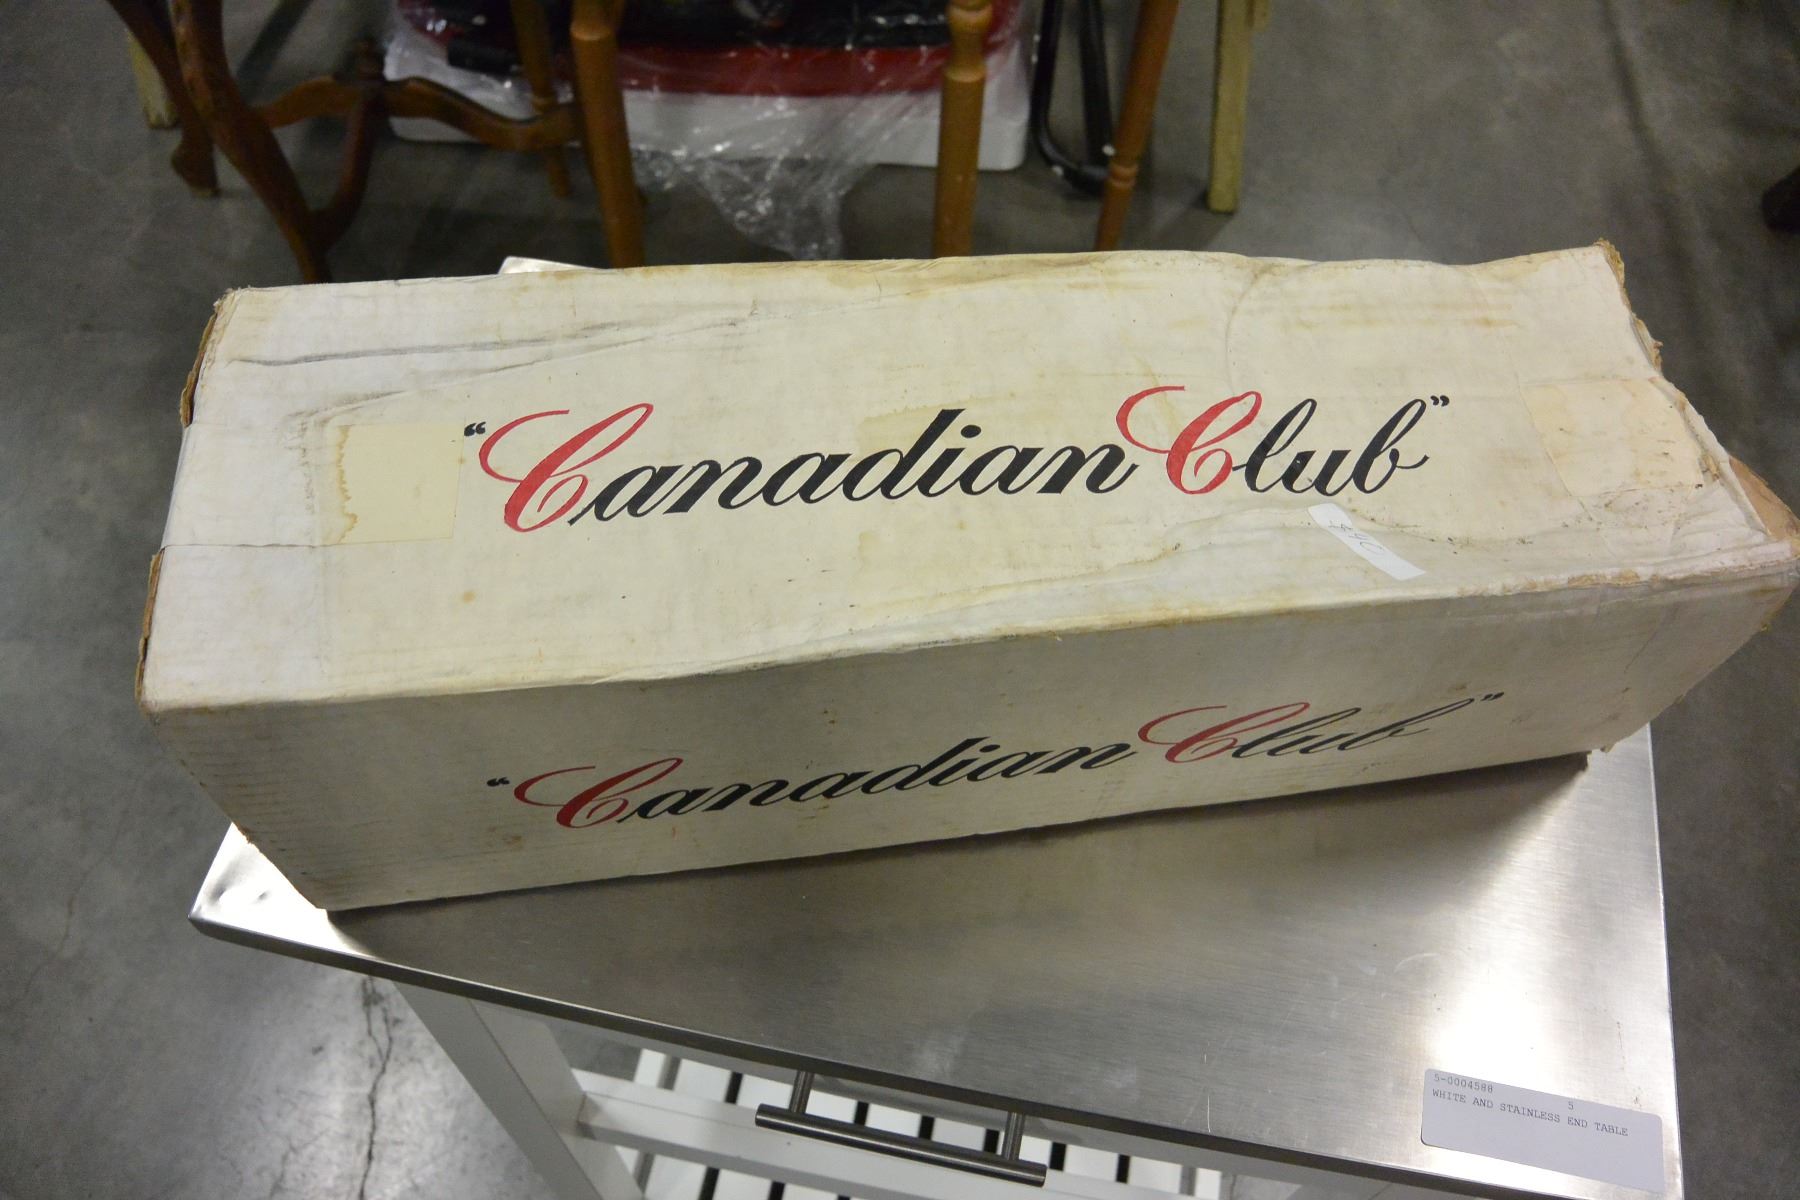 “Canadian Club”
“Canadian Club”
5-0004588 5
WHITE AND STAINLESS END TABLE